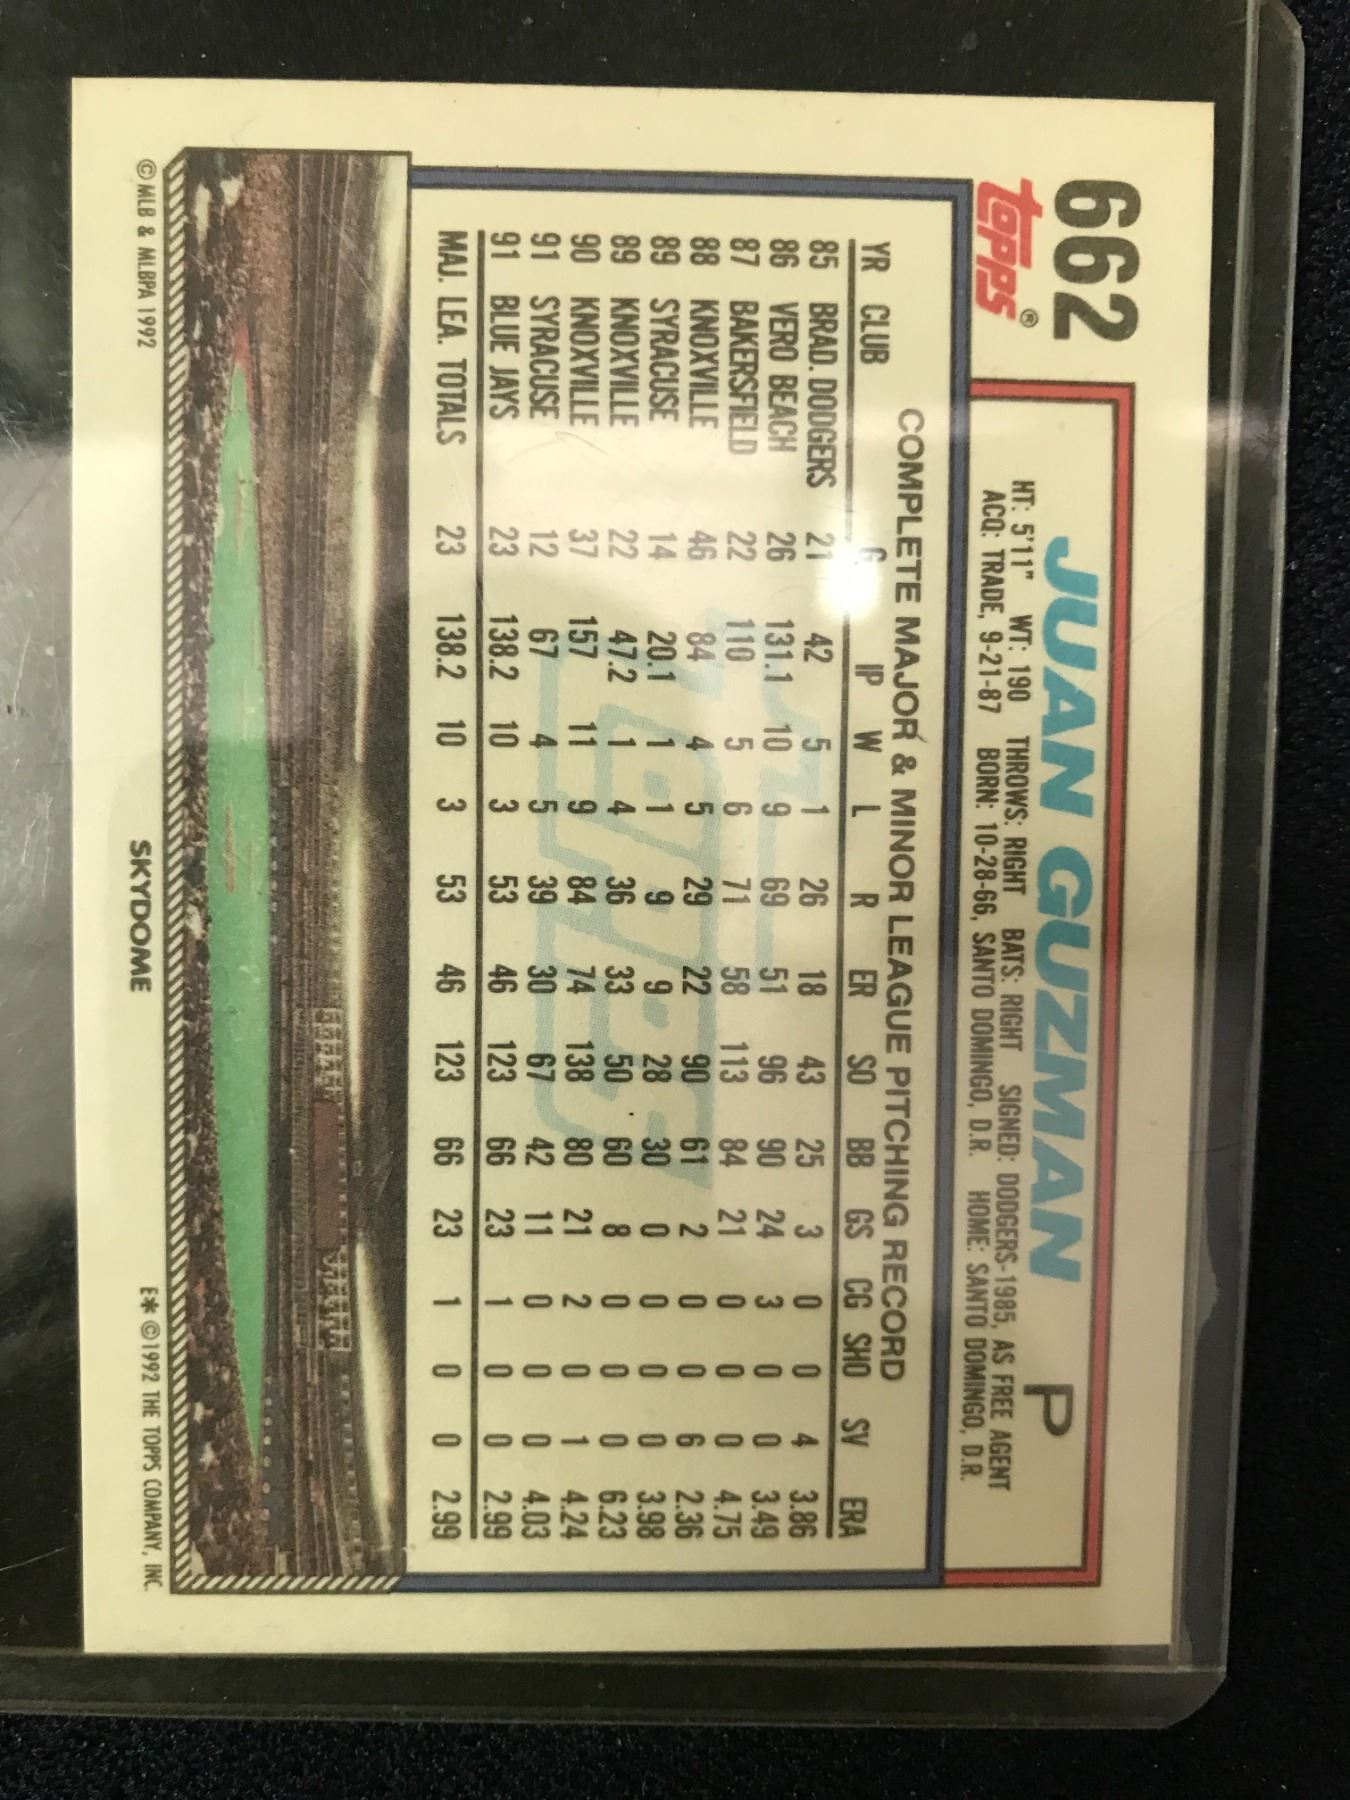 662
topps®
JUAN GUZMAN P
HT: 5'11" WT: 190 THROWS: RIGHT BATS: RIGHT SIGNED: DODGERS-1985, AS FREE AGENT
ACQ: TRADE, 9-21-87 BORN: 10-28-66, SANTO DOMINGO, D.R. HOME: SANTO DOMINGO, D.R.
COMPLETE MAJOR & MINOR LEAGUE PITCHING RECORD
YR CLUB G IP W L R ER SO BB GS CG SHO SV ERA
85 BRAD. DODGERS 21 42 5 1 26 18 43 25 3 0 0 4 3.86
86 VERO BEACH 26 131.1 10 9 69 51 96 90 24 3 0 0 3.49
87 BAKERSFIELD 22 110 5 6 71 58 113 84 21 0 0 0 4.75
88 KNOXVILLE 46 84 4 5 29 22 90 61 2 0 0 6 2.36
89 SYRACUSE 14 20.1 1 1 9 9 28 30 0 0 0 0 3.98
89 KNOXVILLE 22 47.2 1 4 36 33 50 60 8 0 0 0 6.23
90 KNOXVILLE 37 157 11 9 84 74 138 80 21 2 0 1 4.24
91 SYRACUSE 12 67 4 5 39 30 67 42 11 0 0 0 4.03
91 BLUE JAYS 23 138.2 10 3 53 46 123 66 23 1 0 0 2.99
MAJ. LEA. TOTALS 23 138.2 10 3 53 46 123 66 23 1 0 0 2.99
© MLB & MLBPA 1992 SKYDOME E* © 1992 THE TOPPS COMPANY, INC.